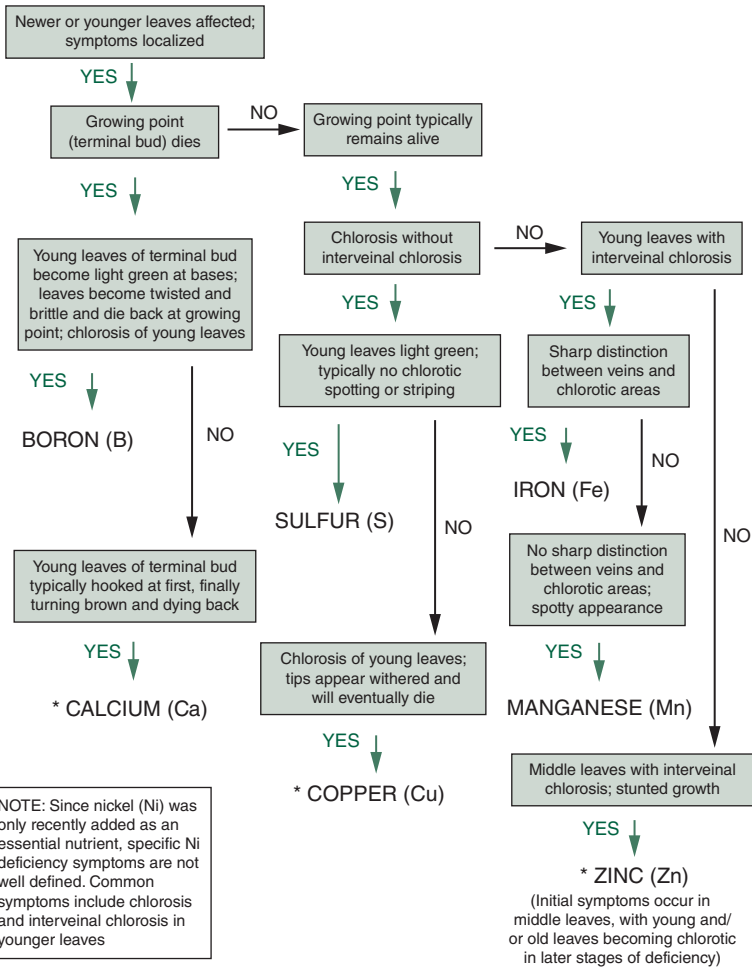 Newer or younger leaves affected;
symptoms localized
YES
Growing point
(terminal bud) dies
NO
Growing point typically
remains alive
YES
YES
Young leaves of terminal bud
become light green at bases;
leaves become twisted and
brittle and die back at growing
point; chlorosis of young leaves
Chlorosis without
interveinal chlorosis
NO
Young leaves with
interveinal chlorosis
YES
YES
Young leaves light green;
typically no chlorotic
spotting or striping
Sharp distinction
between veins and
chlorotic areas
YES
BORON (B)
NO
YES
SULFUR (S)
NO
YES
IRON (Fe)
NO
NO
Young leaves of terminal bud
typically hooked at first, finally
turning brown and dying back
No sharp distinction
between veins and
chlorotic areas;
spotty appearance
YES
* CALCIUM (Ca)
Chlorosis of young leaves;
tips appear withered and
will eventually die
YES
MANGANESE (Mn)
YES
* COPPER (Cu)
Middle leaves with interveinal
chlorosis; stunted growth
YES
* ZINC (Zn)
(Initial symptoms occur in
middle leaves, with young and/
or old leaves becoming chlorotic
in later stages of deficiency)
NOTE: Since nickel (Ni) was
only recently added as an
essential nutrient, specific Ni
deficiency symptoms are not
well defined. Common
symptoms include chlorosis
and interveinal chlorosis in
younger leaves